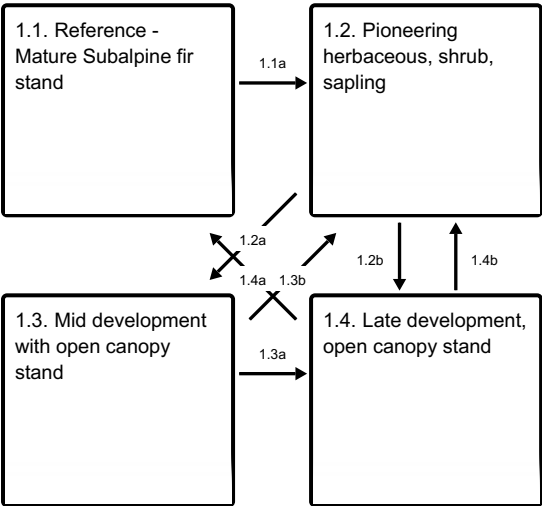 1.1. Reference -
Mature Subalpine fir
stand
1.1a
1.2. Pioneering
herbaceous, shrub,
sapling
1.2a
1.4a
1.3b
1.2b
1.4b
1.3. Mid development
with open canopy
stand
1.3a
1.4. Late development,
open canopy stand